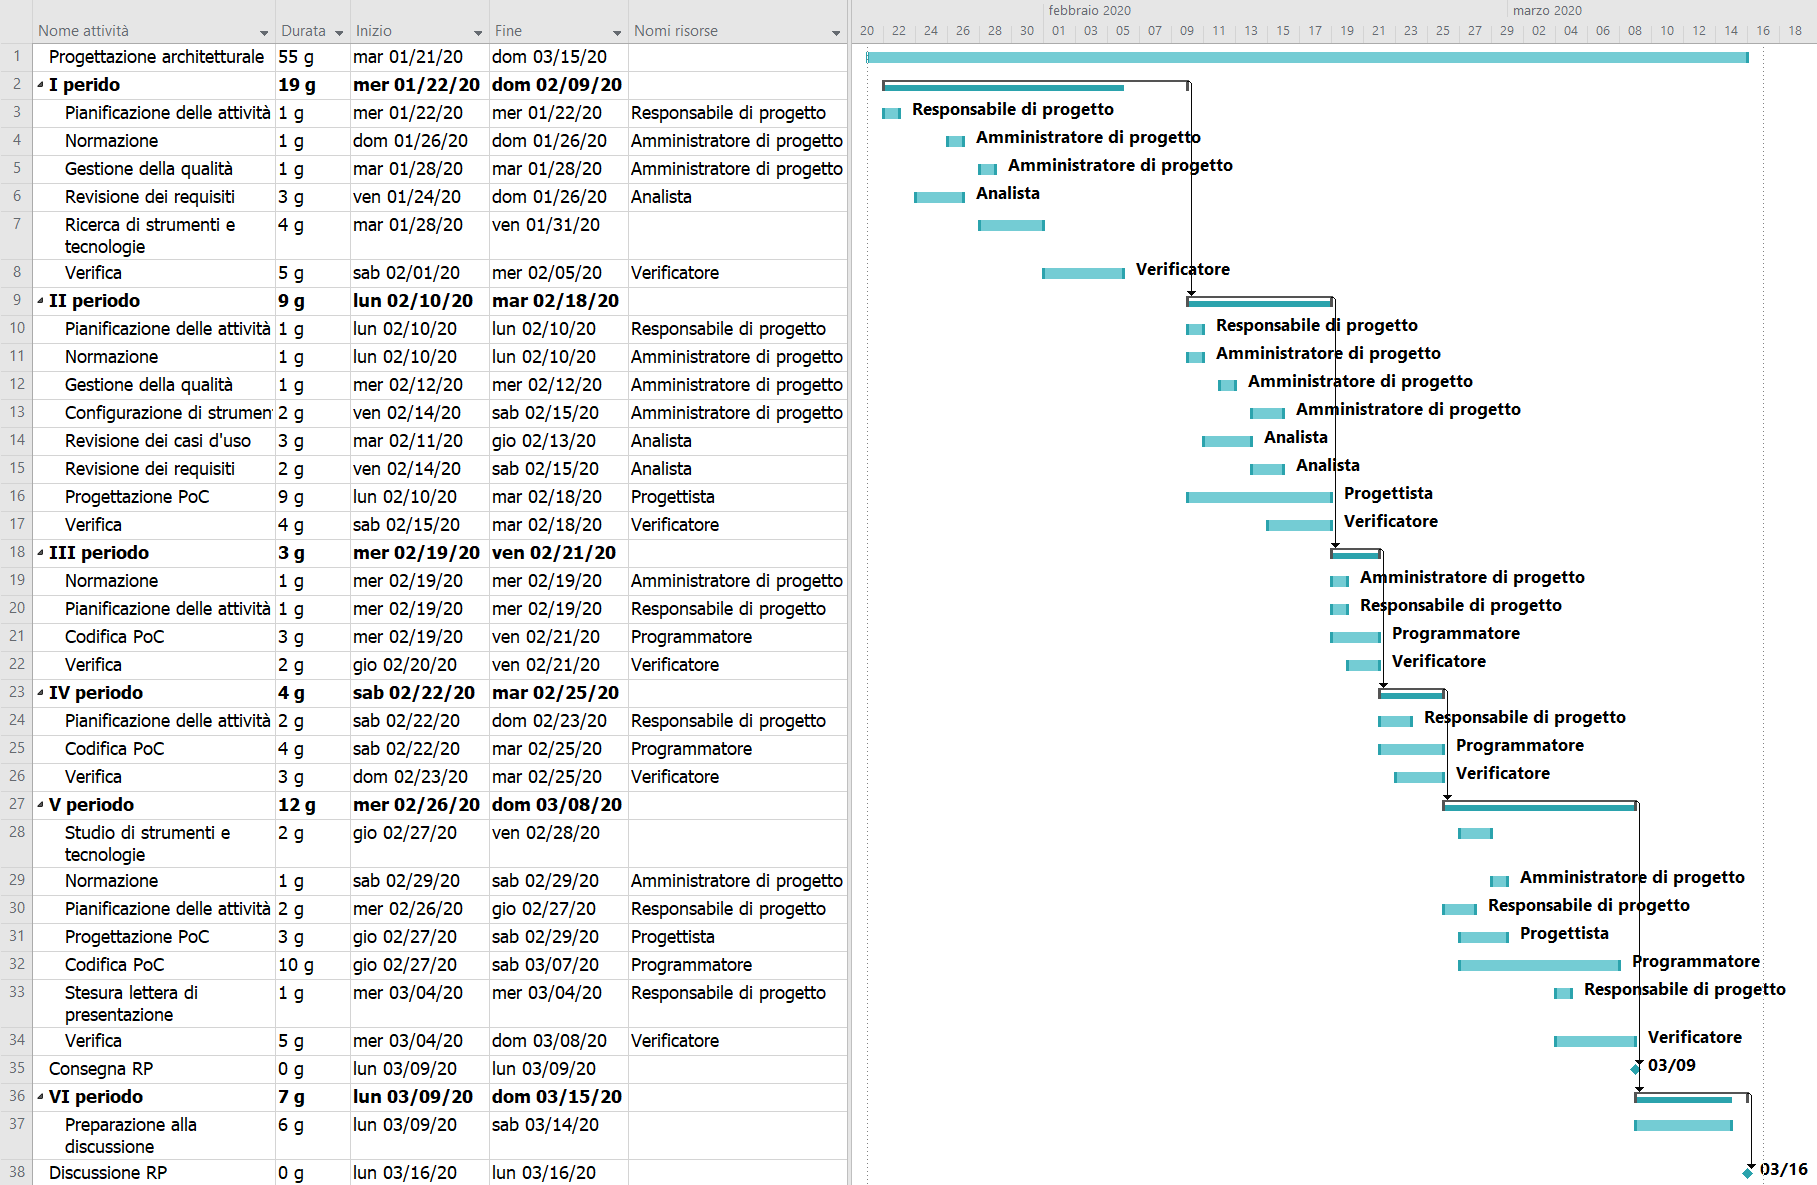 febbraio 2020 marzo 2020
Nome attività Durata Inizio Fine Nomi risorse 20 22 24 26 28 30 01 03 05 07 09 11 13 15 17 19 21 23 25 27 29 02 04 06 08 10 12 14 16 18
1 Progettazione architetturale 55 g mar 01/21/20 dom 03/15/20
2 I perido 19 g mer 01/22/20 dom 02/09/20
3 Pianificazione delle attività 1 g mer 01/22/20 mer 01/22/20 Responsabile di progetto Responsabile di progetto
4 Normazione 1 g dom 01/26/20 dom 01/26/20 Amministratore di progetto Amministratore di progetto
5 Gestione della qualità 1 g mar 01/28/20 mar 01/28/20 Amministratore di progetto Amministratore di progetto
6 Revisione dei requisiti 3 g ven 01/24/20 dom 01/26/20 Analista Analista
7 Ricerca di strumenti e 4 g mar 01/28/20 ven 01/31/20
tecnologie
8 Verifica 5 g sab 02/01/20 mer 02/05/20 Verificatore Verificatore
9 II periodo 9 g lun 02/10/20 mar 02/18/20
10 Pianificazione delle attività 1 g lun 02/10/20 lun 02/10/20 Responsabile di progetto Responsabile di progetto
11 Normazione 1 g lun 02/10/20 lun 02/10/20 Amministratore di progetto Amministratore di progetto
12 Gestione della qualità 1 g mer 02/12/20 mer 02/12/20 Amministratore di progetto Amministratore di progetto
13 Configurazione di strumen 2 g ven 02/14/20 sab 02/15/20 Amministratore di progetto Amministratore di progetto
14 Revisione dei casi d'uso 3 g mar 02/11/20 gio 02/13/20 Analista Analista
15 Revisione dei requisiti 2 g ven 02/14/20 sab 02/15/20 Analista Analista
16 Progettazione PoC 9 g lun 02/10/20 mar 02/18/20 Progettista Progettista
17 Verifica 4 g sab 02/15/20 mar 02/18/20 Verificatore Verificatore
18 III periodo 3 g mer 02/19/20 ven 02/21/20
19 Normazione 1 g mer 02/19/20 mer 02/19/20 Amministratore di progetto Amministratore di progetto
20 Pianificazione delle attività 1 g mer 02/19/20 mer 02/19/20 Responsabile di progetto Responsabile di progetto
21 Codifica PoC 3 g mer 02/19/20 ven 02/21/20 Programmatore Programmatore
22 Verifica 2 g gio 02/20/20 ven 02/21/20 Verificatore Verificatore
23 IV periodo 4 g sab 02/22/20 mar 02/25/20
24 Pianificazione delle attività 2 g sab 02/22/20 dom 02/23/20 Responsabile di progetto Responsabile di progetto
25 Codifica PoC 4 g sab 02/22/20 mar 02/25/20 Programmatore Programmatore
26 Verifica 3 g dom 02/23/20 mar 02/25/20 Verificatore Verificatore
27 V periodo 12 g mer 02/26/20 dom 03/08/20
28 Studio di strumenti e 2 g gio 02/27/20 ven 02/28/20
tecnologie
29 Normazione 1 g sab 02/29/20 sab 02/29/20 Amministratore di progetto Amministratore di progetto
30 Pianificazione delle attività 2 g mer 02/26/20 gio 02/27/20 Responsabile di progetto Responsabile di progetto
31 Progettazione PoC 3 g gio 02/27/20 sab 02/29/20 Progettista Progettista
32 Codifica PoC 10 g gio 02/27/20 sab 03/07/20 Programmatore Programmatore
33 Stesura lettera di 1 g mer 03/04/20 mer 03/04/20 Responsabile di progetto Responsabile di progetto
presentazione
34 Verifica 5 g mer 03/04/20 dom 03/08/20 Verificatore Verificatore
35 Consegna RP 0 g lun 03/09/20 lun 03/09/20 03/09
36 VI periodo 7 g lun 03/09/20 dom 03/15/20
37 Preparazione alla 6 g lun 03/09/20 sab 03/14/20
discussione
38 Discussione RP 0 g lun 03/16/20 lun 03/16/20 03/16